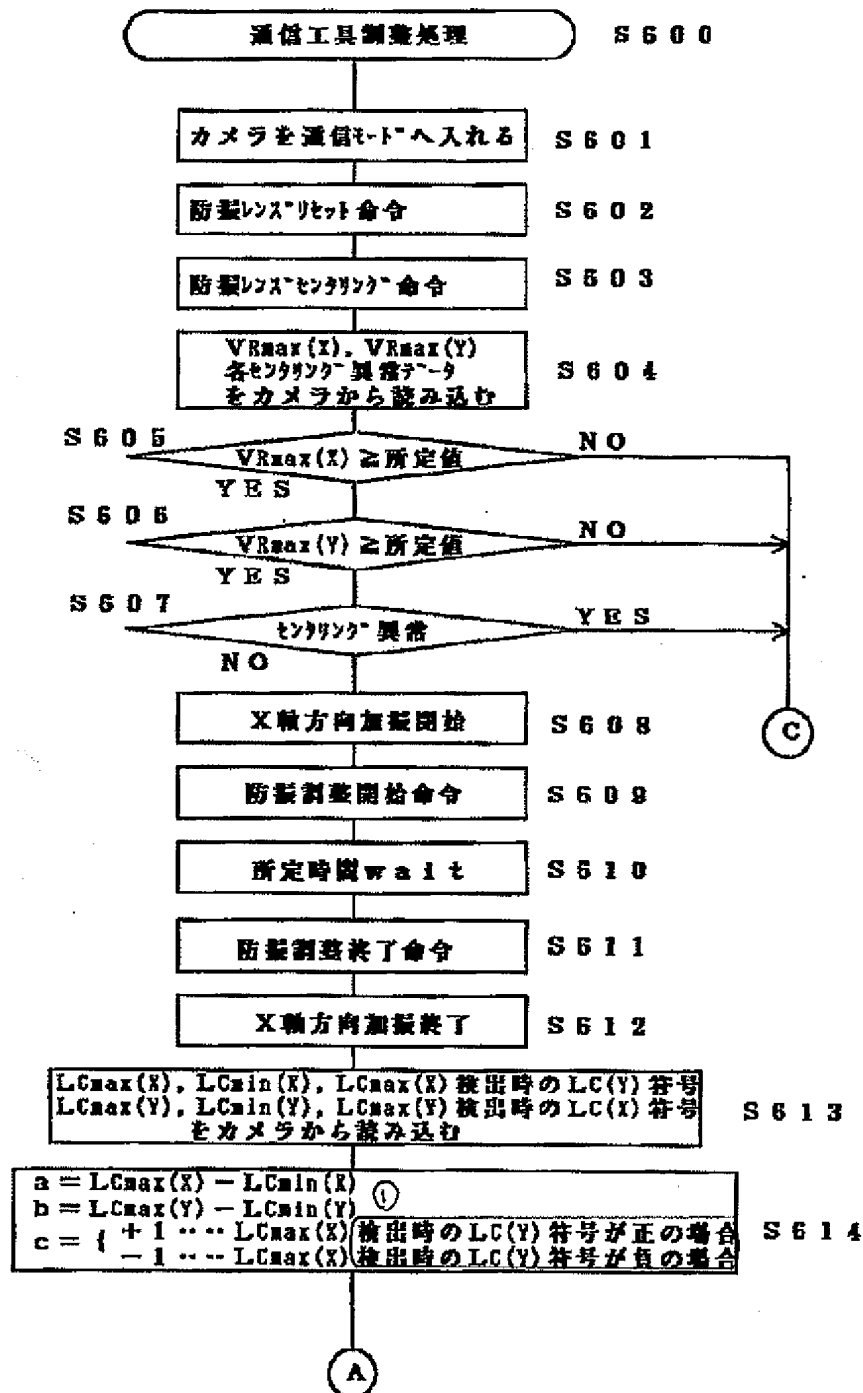 通信工具調整処理 S600
カメラを通信ﾓｰﾄﾞへ入れる S601
防振ﾚﾝｽﾞﾘｾｯﾄ命令 S602
防振ﾚﾝｽﾞｾﾝﾀﾘﾝｸﾞ命令 S603
VRmax(X), VRmax(Y)
各ｾﾝﾀﾘﾝｸﾞ異常ﾃﾞｰﾀ
をカメラから読み込む
S604
S605
VRmax(X)≧所定値
NO
YES
S606
VRmax(Y)≧所定値
NO
YES
S607
ｾﾝﾀﾘﾝｸﾞ異常
YES
NO
X軸方向加振開始 S608
C
防振調整開始命令 S609
所定時間wait S610
防振調整終了命令 S611
X軸方向加振終了 S612
LCmax(X), LCmin(X), LCmax(X)検出時のLC(Y)符号
LCmax(Y), LCmin(Y), LCmax(Y)検出時のLC(X)符号
をカメラから読み込む
S613
a=LCmax(X)-LCmin(X)
①
b=LCmax(Y)-LCmin(Y)
c={ +1‥‥LCmax(X)検出時のLC(Y)符号が正の場合
-1‥‥LCmax(X)検出時のLC(Y)符号が負の場合
S614
A